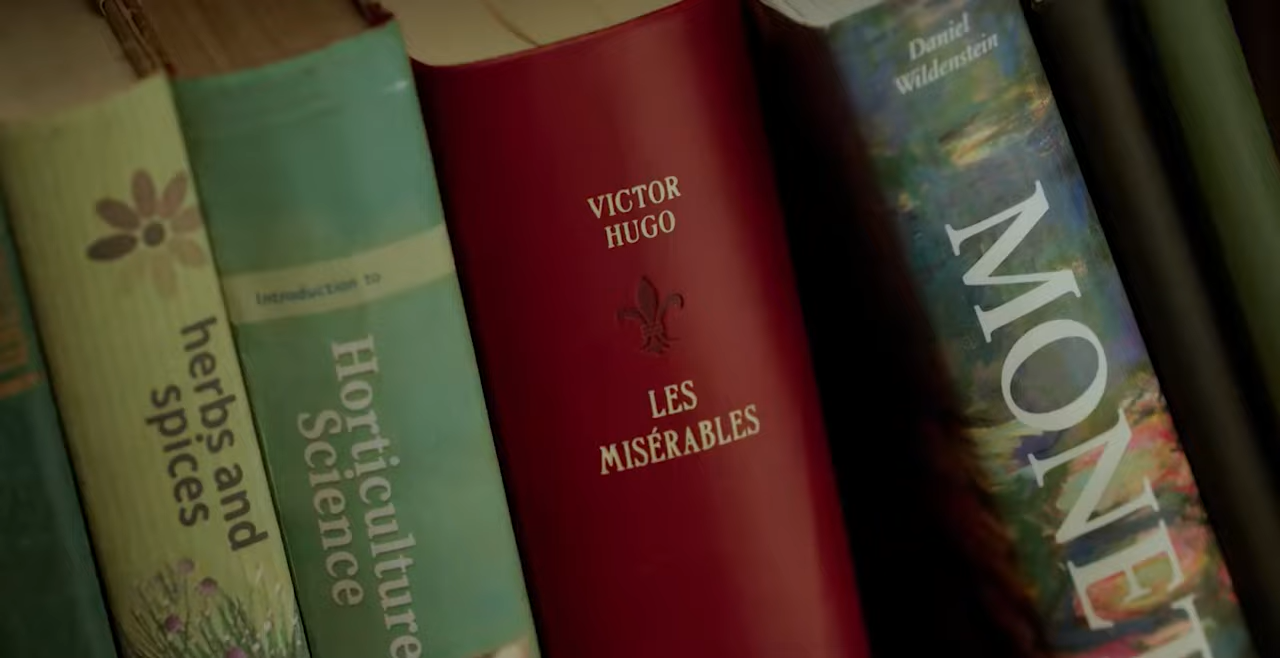 herbs and
spices
Introduction to
Horticulture
Science
VICTOR
HUGO
LES
MISÉRABLES
Daniel
Wildenstein
MONET